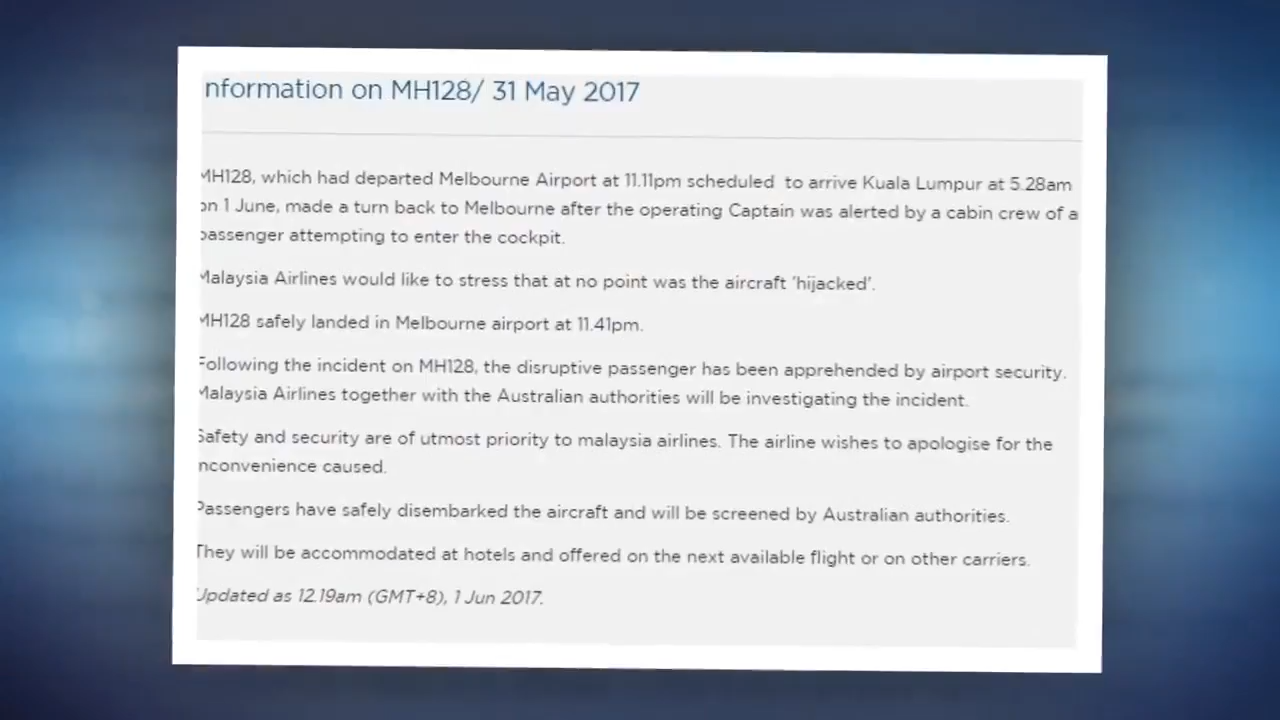 nformation on MH128/ 31 May 2017
MH128, which had departed Melbourne Airport at 11.11pm scheduled to arrive Kuala Lumpur at 5.28am
on 1 June, made a turn back to Melbourne after the operating Captain was alerted by a cabin crew of a
passenger attempting to enter the cockpit.
Malaysia Airlines would like to stress that at no point was the aircraft 'hijacked'.
MH128 safely landed in Melbourne airport at 11.41pm.
Following the incident on MH128, the disruptive passenger has been apprehended by airport security.
Malaysia Airlines together with the Australian authorities will be investigating the incident.
Safety and security are of utmost priority to malaysia airlines. The airline wishes to apologise for the
nconvenience caused.
Passengers have safely disembarked the aircraft and will be screened by Australian authorities.
They will be accommodated at hotels and offered on the next available flight or on other carriers.
Updated as 12.19am (GMT+8), 1 Jun 2017.